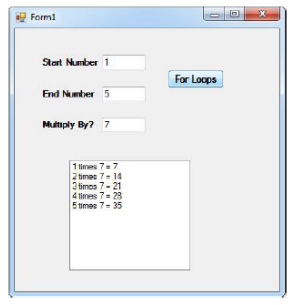 Form1
Start Number 1
For Loops
End Number 5
Multiply By? 7
1 times 7 = 7
2 times 7 = 14
3 times 7 = 21
4 times 7 = 28
5 times 7 = 35